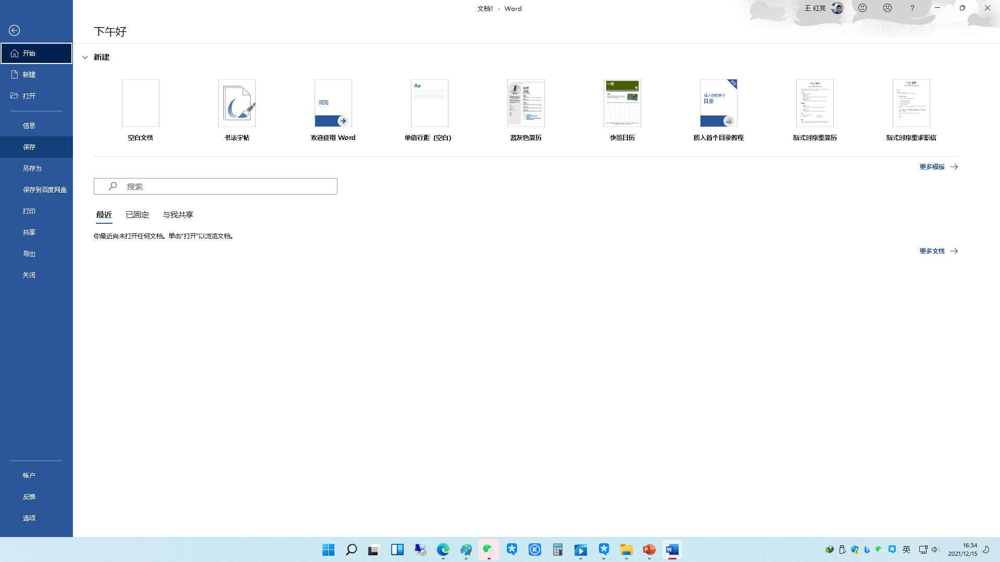 文档1 - Word
王 红亮
?
下午好
开始
新建
打开
信息
保存
另存为
保存到百度网盘
打印
共享
导出
关闭
帐户
反馈
选项
新建
浏览
Aa
姓名
一月
年
新型
插入你的首个
目录
空白文档
书法字帖
欢迎使用 Word
单倍行距 (空白)
蓝灰色简历
快照日历
插入首个目录教程
新式时序型简历
新式时序型求职信
更多模板
搜索
最近
已固定
与我共享
你最近尚未打开任何文档。单击"打开"以浏览文档。
更多文档
英
16:34
2021/12/15